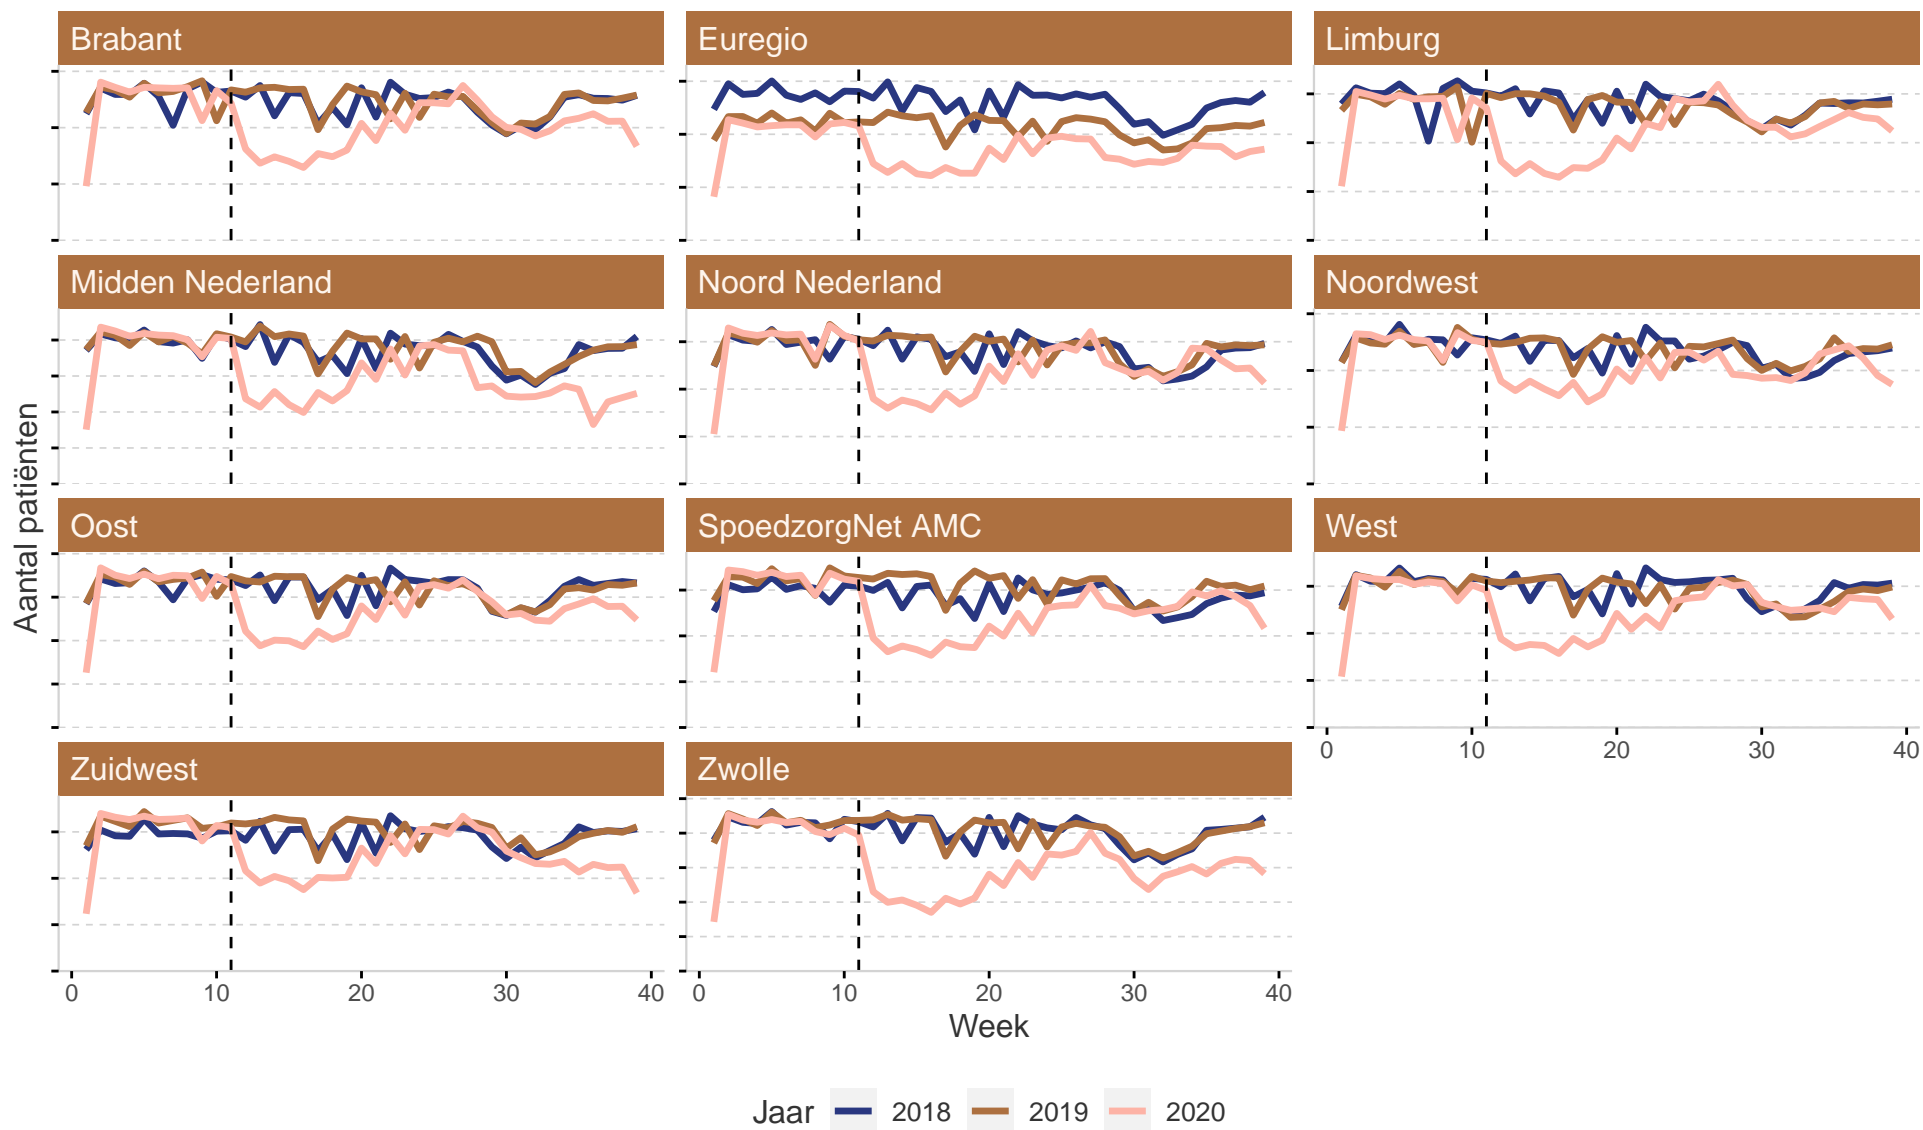 Brabant
Euregio
Limburg
Midden Nederland
Noord Nederland
Noordwest
Aantal patiënten
Oost
SpoedzorgNet AMC
West
0 10 20 30 40
Zuidwest
Zwolle
0 10 20 30 40
0 10 20 30 40
Week
Jaar 2018 2019 2020